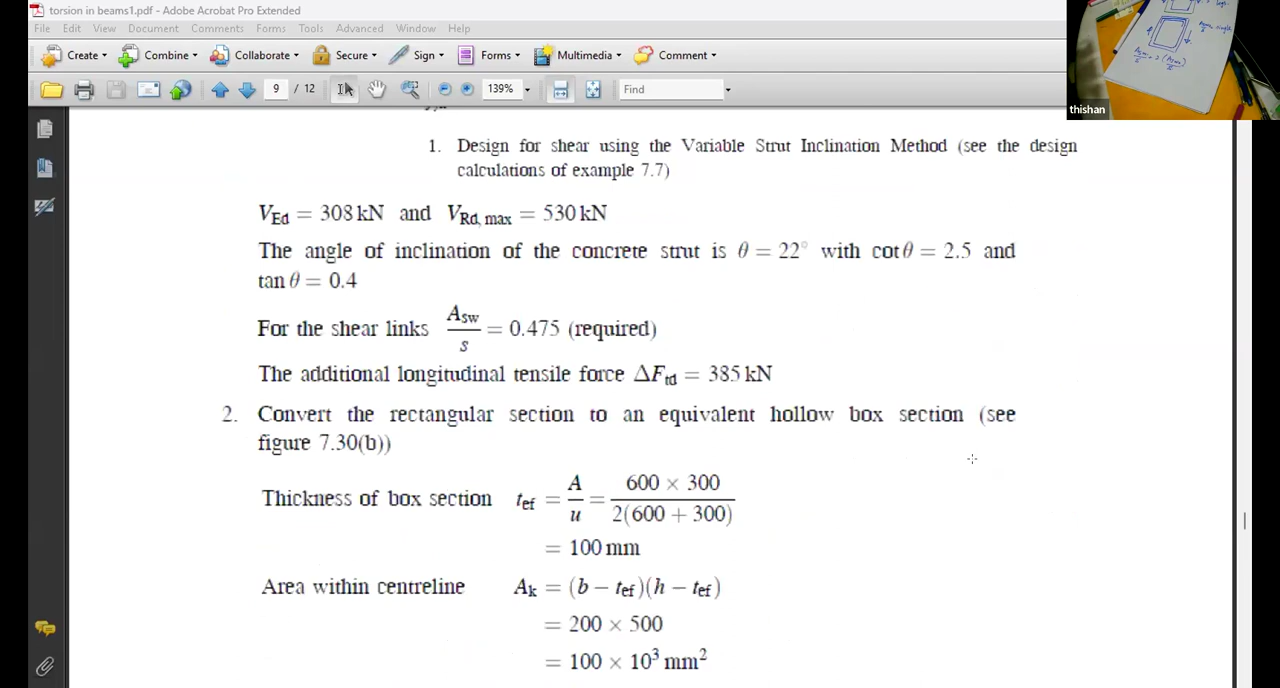 torsion in beams1.pdf - Adobe Acrobat Pro Extended
File Edit View Document Comments Forms Tools Advanced Window Help
Create Combine Collaborate Secure Sign Forms Multimedia Comment
9 / 12 139% Find
thishan
1. Design for shear using the Variable Strut Inclination Method (see the design
calculations of example 7.7)
V_Ed = 308 kN and V_Rd, max = 530 kN
The angle of inclination of the concrete strut is θ = 22° with cot θ = 2.5 and
tan θ = 0.4
For the shear links A_sw / s = 0.475 (required)
The additional longitudinal tensile force ΔF_td = 385 kN
2. Convert the rectangular section to an equivalent hollow box section (see
figure 7.30(b))
Thickness of box section t_ef = A / u = 600 × 300 / 2(600 + 300)
= 100 mm
Area within centreline A_k = (b − t_ef)(h − t_ef)
= 200 × 500
= 100 × 10³ mm²